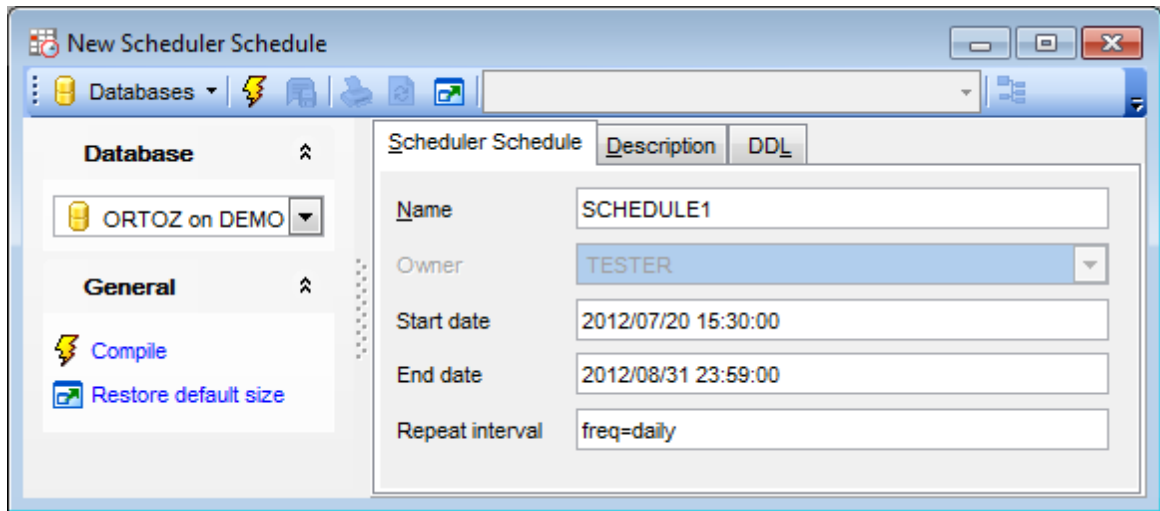 New Scheduler Schedule
Databases
Database
ORTOZ on DEMO
General
Compile
Restore default size
Scheduler Schedule Description DDL
Name SCHEDULE1
Owner TESTER
Start date 2012/07/20 15:30:00
End date 2012/08/31 23:59:00
Repeat interval freq=daily